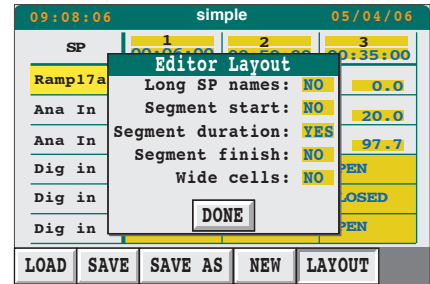 09:08:06 simple 05/04/06
SP 1 2 3
00:35:00
Editor Layout
Ramp17a Long SP names: NO 0.0
Ana In Segment start: NO 20.0
Ana In Segment duration: YES 97.7
Segment finish: NO
Dig in Wide cells: NO PEN
Dig in LOSED
Dig in DONE PEN
LOAD SAVE SAVE AS NEW LAYOUT